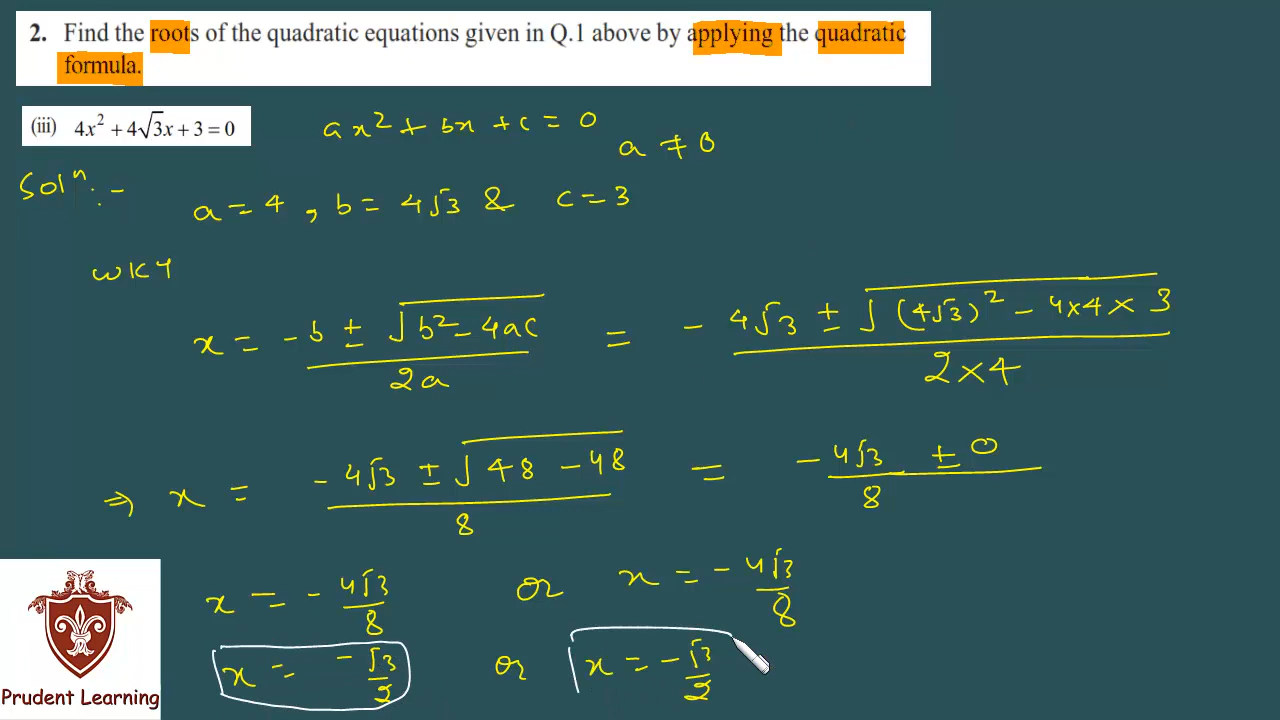 2. Find the roots of the quadratic equations given in Q.1 above by applying the quadratic
formula.
(iii) 4x² + 4√3x + 3 = 0
ax² + bx + c = 0
a ≠ 0
Solⁿ:-
a = 4, b = 4√3 & c = 3
WKT
x = -b ± √(b² - 4ac) / 2a = -4√3 ± √((4√3)² - 4×4×3) / 2×4
⇒ x = -4√3 ± √(48 - 48) / 8 = -4√3 ± 0 / 8
x = -4√3/8 or x = -4√3/8
x = -√3/2 or x = -√3/2
Prudent Learning